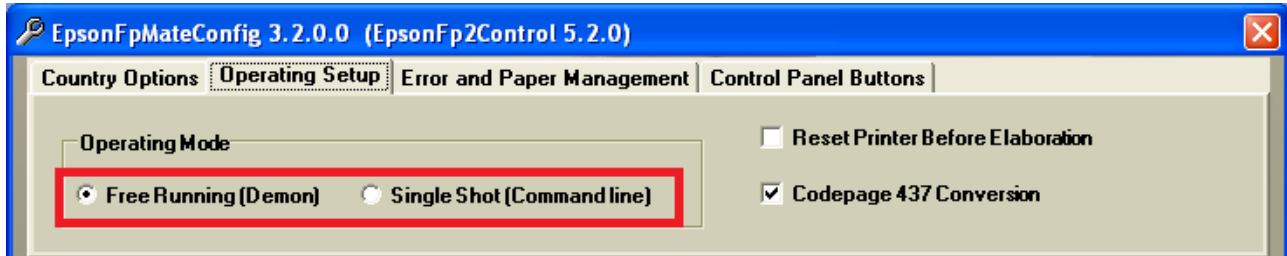 EpsonFpMateConfig 3.2.0.0 (EpsonFp2Control 5.2.0)
Country Options Operating Setup Error and Paper Management Control Panel Buttons
Operating Mode
Free Running (Demon) Single Shot (Command line)
Reset Printer Before Elaboration
Codepage 437 Conversion